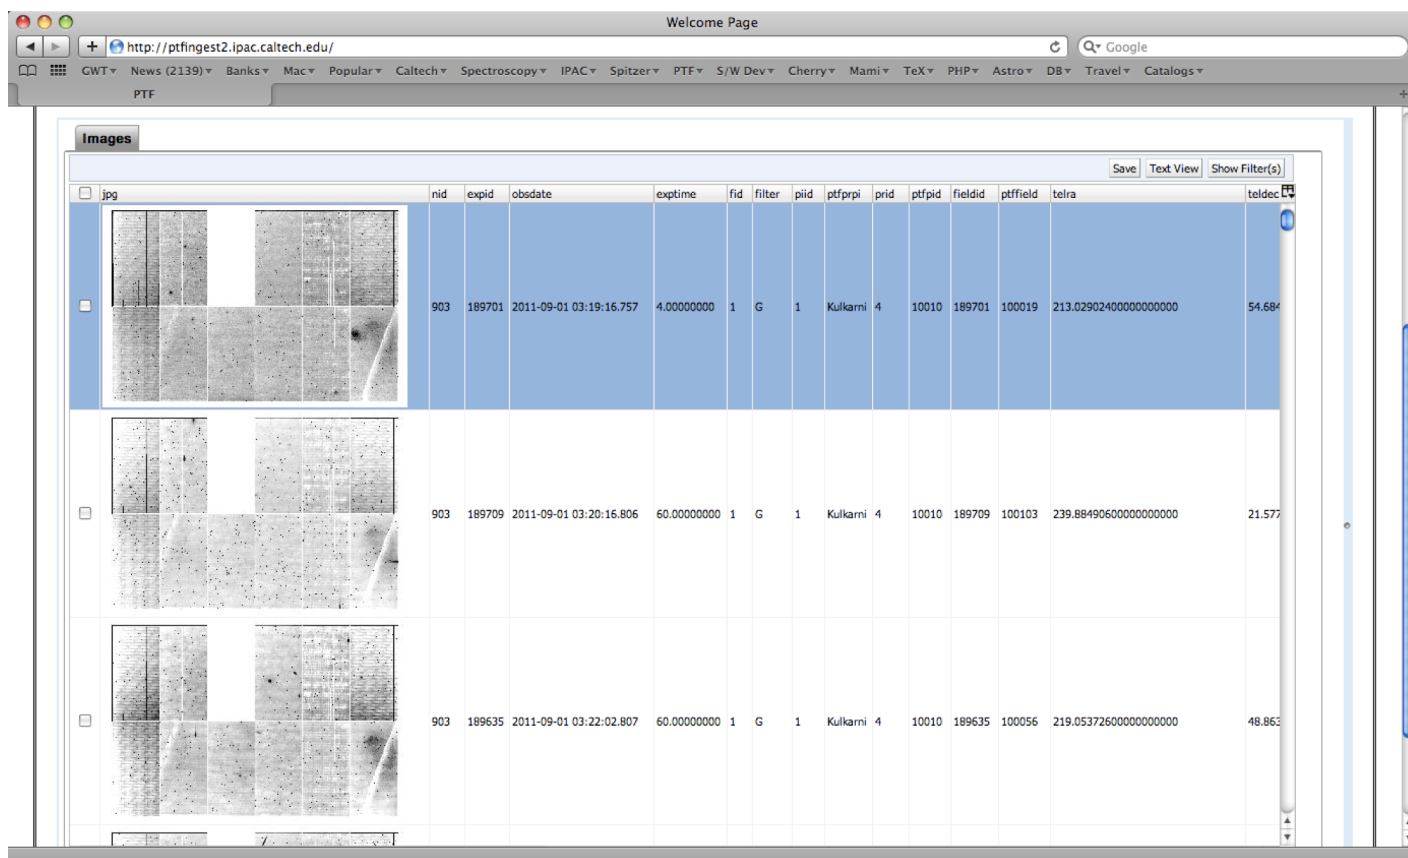 Welcome Page
http://ptfingest2.ipac.caltech.edu/ Google
GWT News (2139) Banks Mac Popular Caltech Spectroscopy IPAC Spitzer PTF S/W Dev Cherry Mami TeX PHP Astro DB Travel Catalogs
PTF
Images
Save Text View Show Filter(s)
jpg nid expid obsdate exptime fid filter piid ptfprpi prid ptfpid fieldid ptffield telra teldec
903 189701 2011-09-01 03:19:16.757 4.00000000 1 G 1 Kulkarni 4 10010 189701 100019 213.02902400000000000 54.684
903 189709 2011-09-01 03:20:16.806 60.00000000 1 G 1 Kulkarni 4 10010 189709 100103 239.88490600000000000 21.577
903 189635 2011-09-01 03:22:02.807 60.00000000 1 G 1 Kulkarni 4 10010 189635 100056 219.05372600000000000 48.863